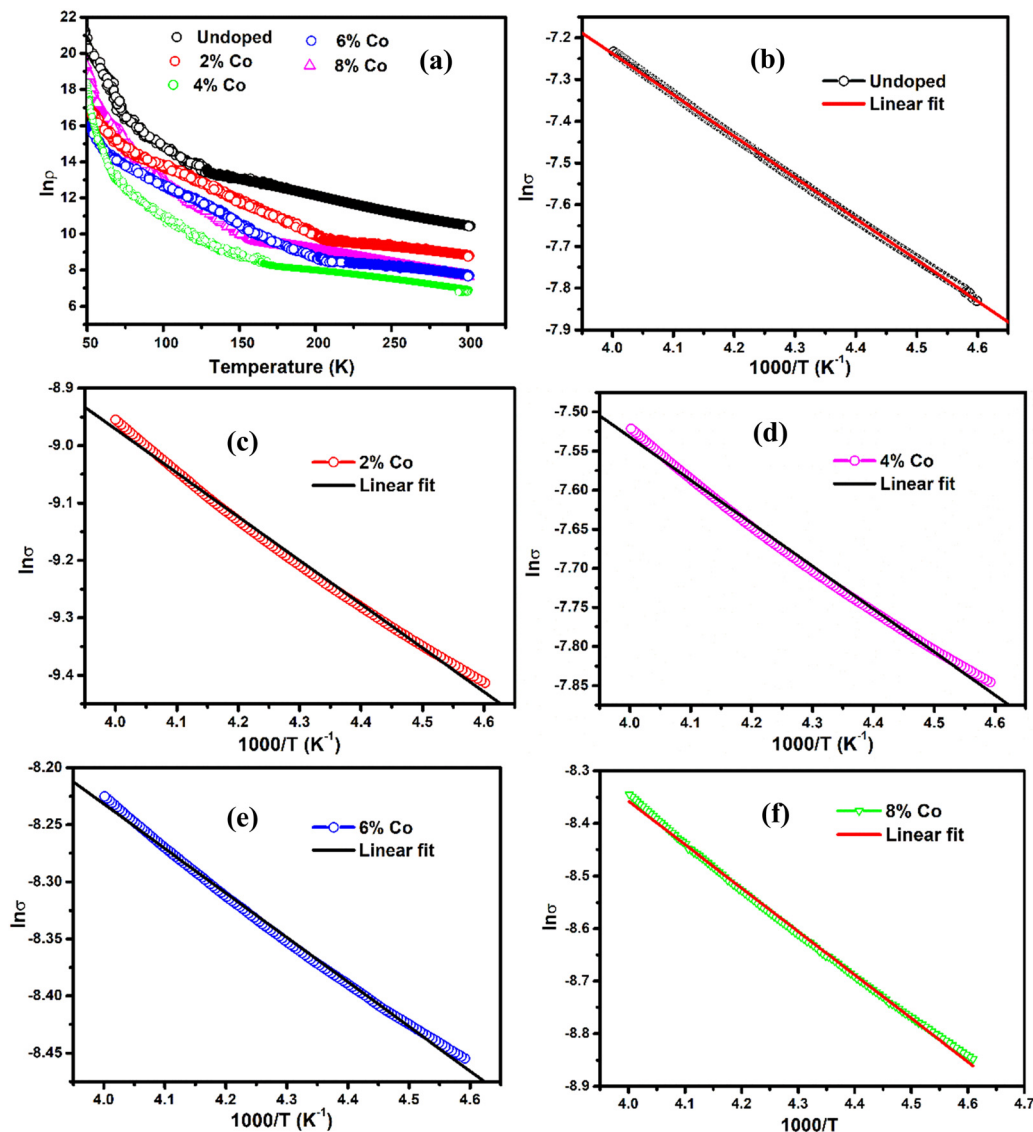 (a)
Undoped
2% Co
4% Co
6% Co
8% Co
22
20
18
16
14
12
10
8
6
lnρ
50 100 150 200 250 300
Temperature (K)
(b)
Undoped
Linear fit
-7.2
-7.3
-7.4
-7.5
-7.6
-7.7
-7.8
-7.9
lnσ
4.0 4.1 4.2 4.3 4.4 4.5 4.6
1000/T (K⁻¹)
(c)
2% Co
Linear fit
-8.9
-9.0
-9.1
-9.2
-9.3
-9.4
lnσ
4.0 4.1 4.2 4.3 4.4 4.5 4.6
1000/T (K⁻¹)
(d)
4% Co
Linear fit
-7.50
-7.55
-7.60
-7.65
-7.70
-7.75
-7.80
-7.85
lnσ
4.0 4.1 4.2 4.3 4.4 4.5 4.6
1000/T (K⁻¹)
(e)
6% Co
Linear fit
-8.20
-8.25
-8.30
-8.35
-8.40
-8.45
lnσ
4.0 4.1 4.2 4.3 4.4 4.5 4.6
1000/T (K⁻¹)
(f)
8% Co
Linear fit
-8.3
-8.4
-8.5
-8.6
-8.7
-8.8
-8.9
lnσ
4.0 4.1 4.2 4.3 4.4 4.5 4.6 4.7
1000/T